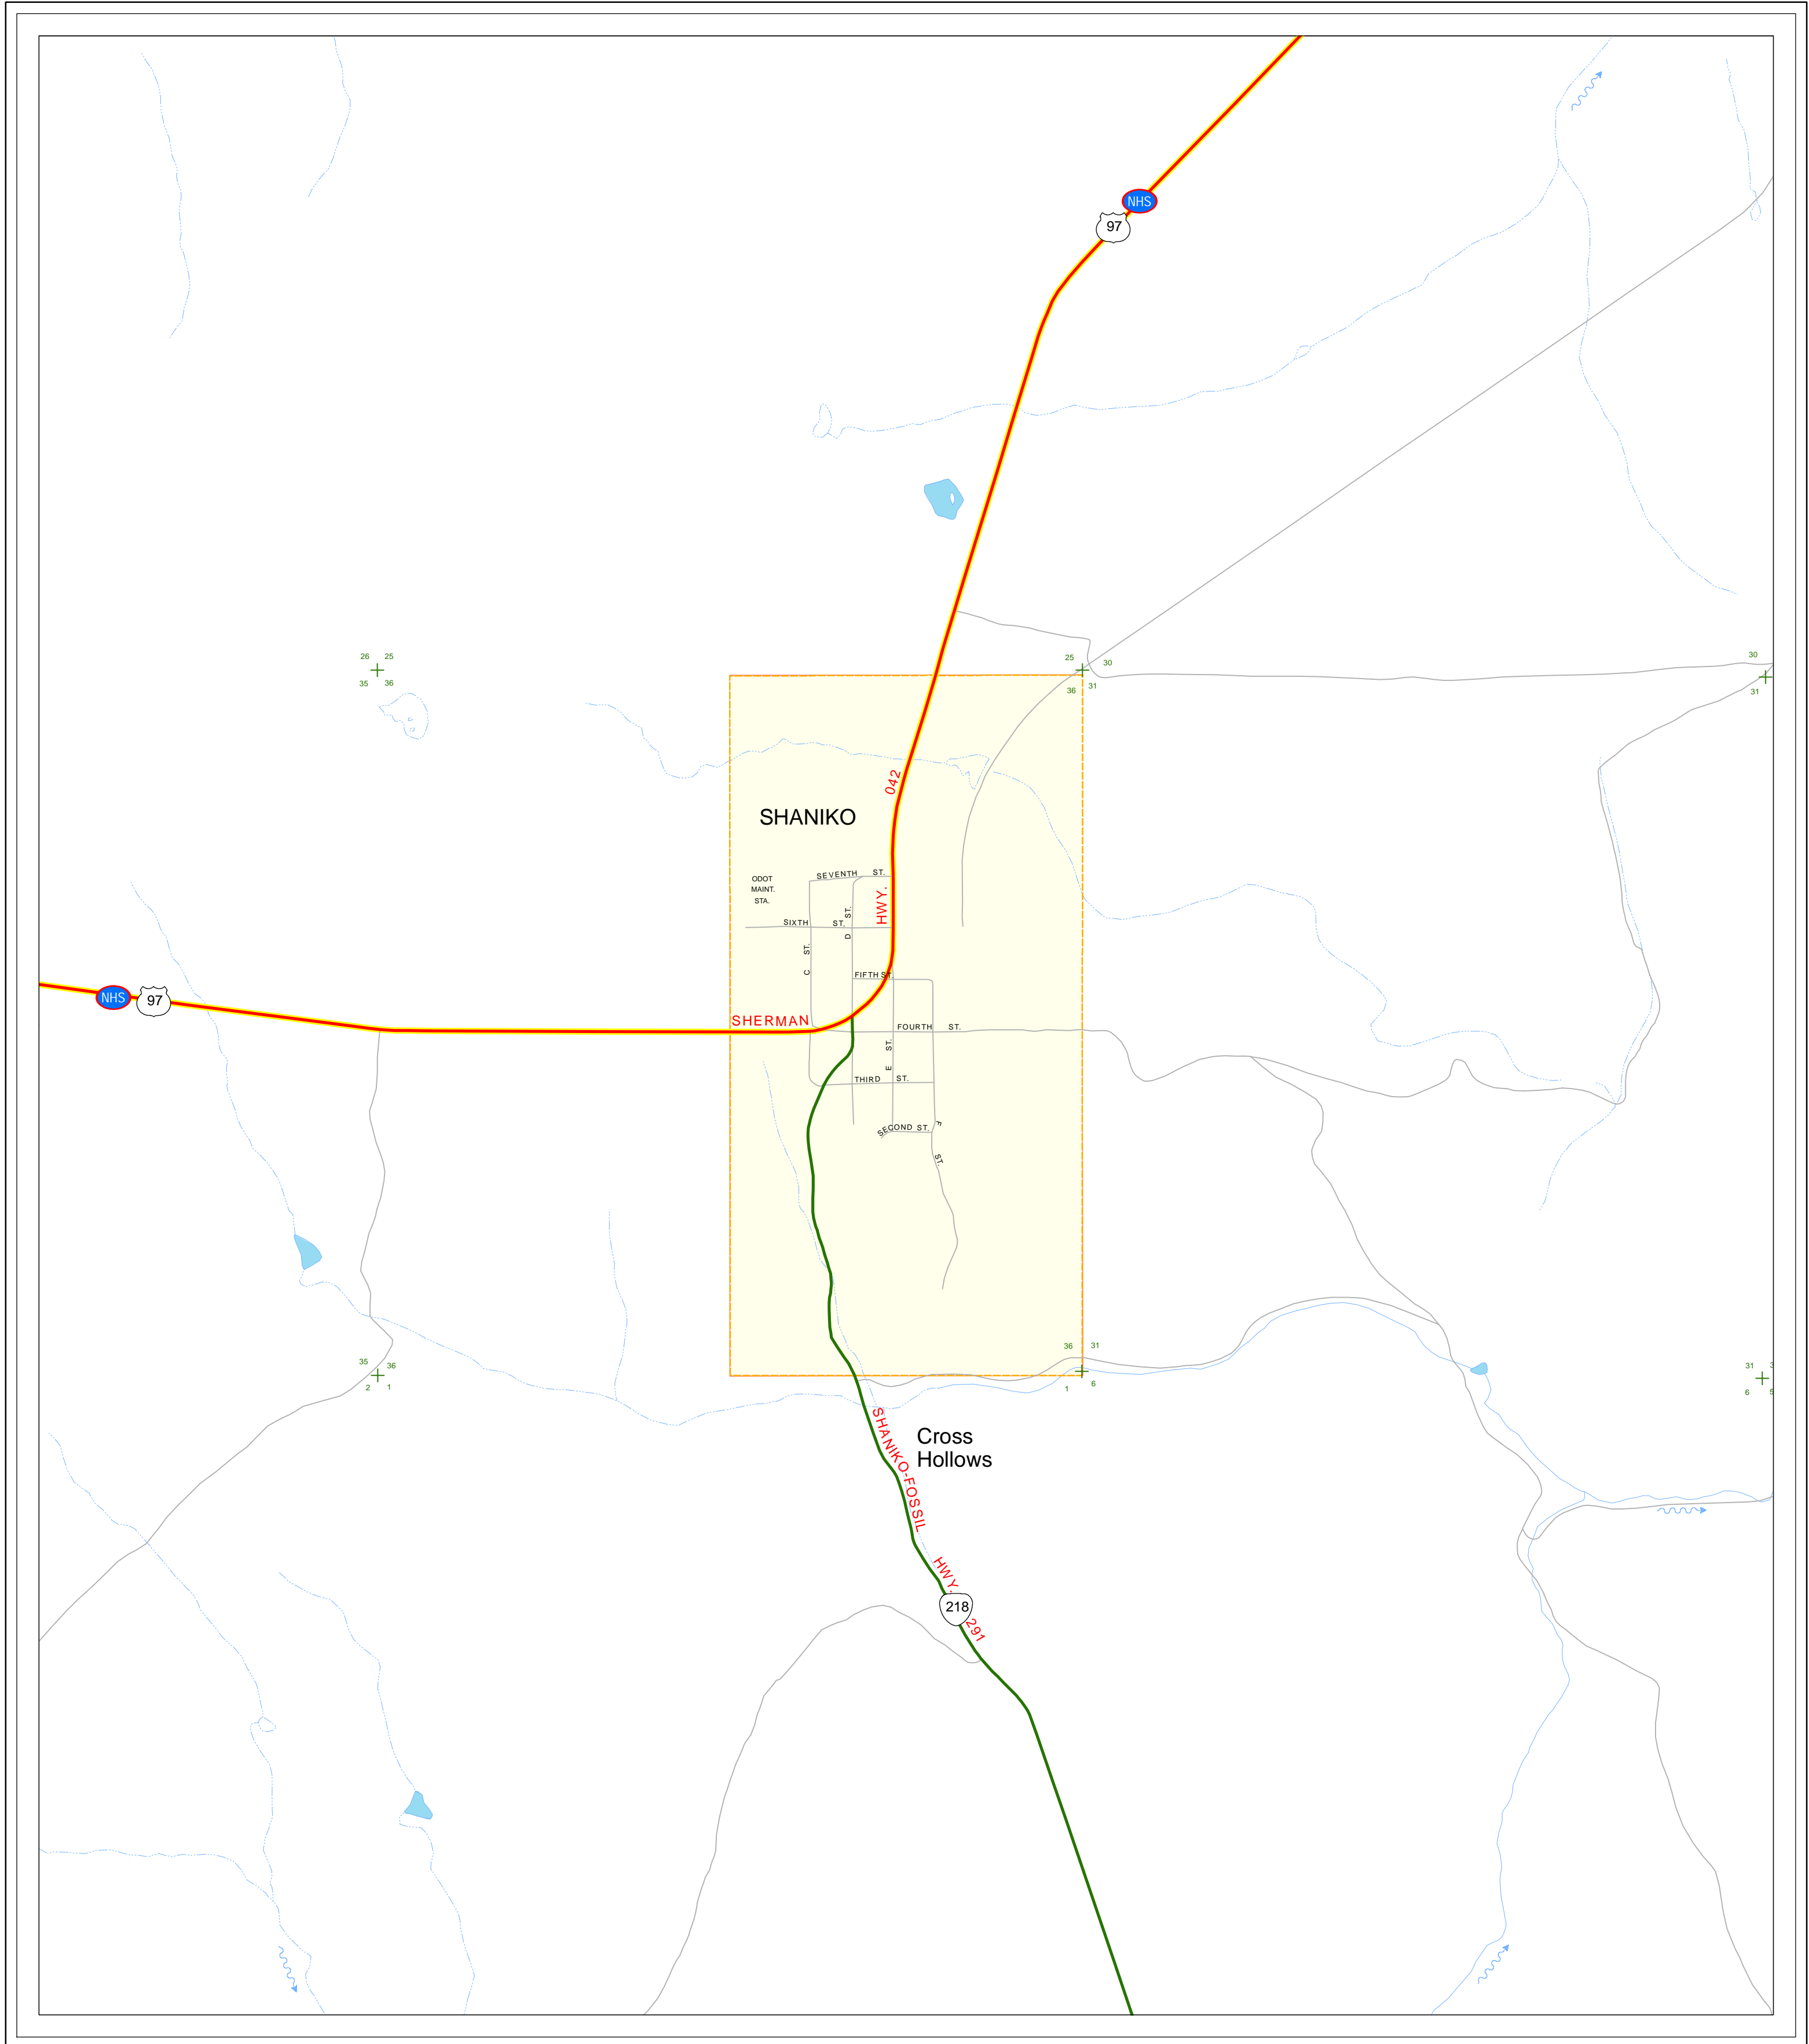 NHS
97
26 25
35 36
25 30
36 31
30
31
042
SHANIKO
ODOT
MAINT.
STA.
SEVENTH ST.
HWY.
D ST.
SIXTH ST.
C ST.
FIFTH ST.
NHS
97
SHERMAN
FOURTH ST.
E ST.
THIRD ST.
SECOND ST.
F ST.
35 36
2 1
36 31
1 6
31
6
Cross
Hollows
SHANIKO-FOSSIL
HWY.
218
291